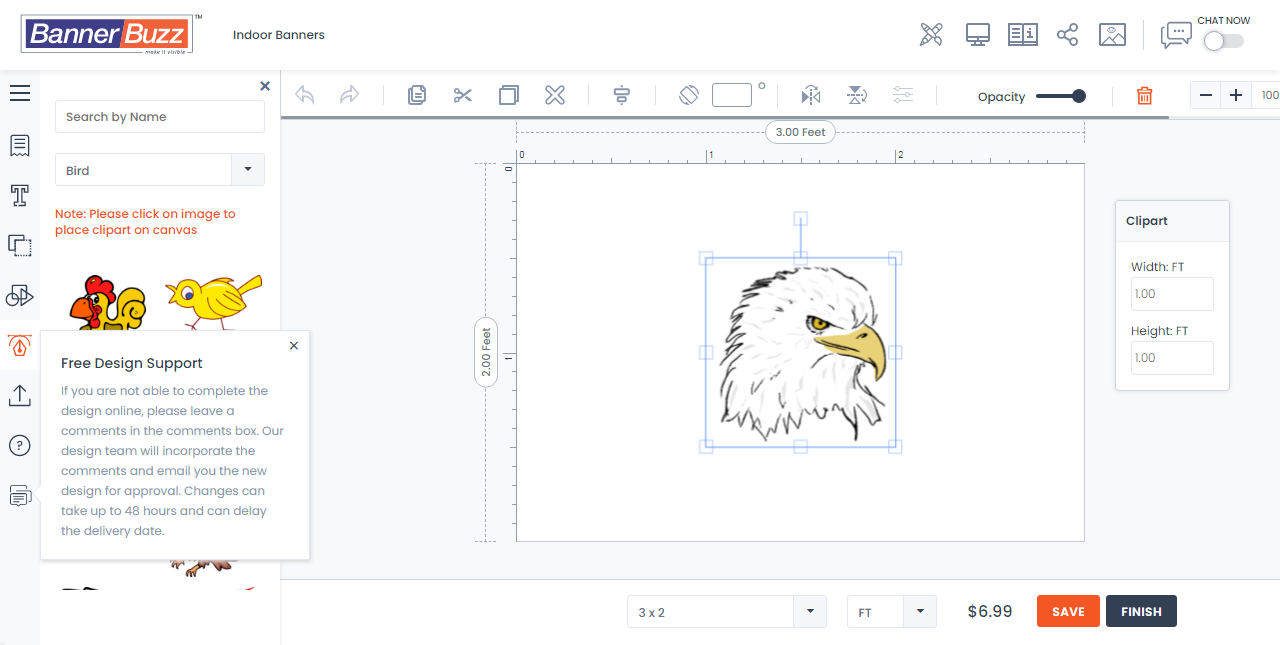 BannerBuzz™
make it visible
Indoor Banners
CHAT NOW
Search by Name
Bird
Note: Please click on image to
place clipart on canvas
Opacity
100
3.00 Feet
0
1
2
0
1
2.00 Feet
Clipart
Width: FT
1.00
Height: FT
1.00
Free Design Support
If you are not able to complete the
design online, please leave a
comments in the comments box. Our
design team will incorporate the
comments and email you the new
design for approval. Changes can
take up to 48 hours and can delay
the delivery date.
3 x 2
FT
$6.99
SAVE
FINISH